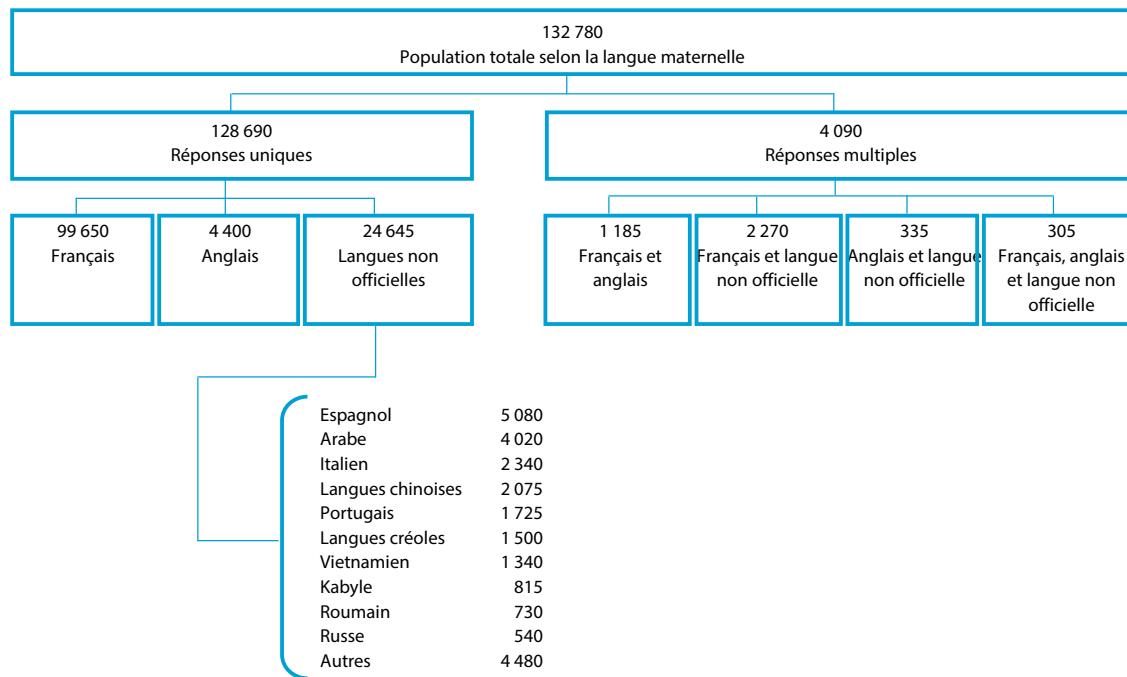 132 780
Population totale selon la langue maternelle
128 690
Réponses uniques
4 090
Réponses multiples
99 650
Français
4 400
Anglais
24 645
Langues non
officielles
1 185
Français et
anglais
2 270
Français et langue
non officielle
335
Anglais et langue
non officielle
305
Français, anglais
et langue non
officielle
Espagnol 5 080
Arabe 4 020
Italien 2 340
Langues chinoises 2 075
Portugais 1 725
Langues créoles 1 500
Vietnamien 1 340
Kabyle 815
Roumain 730
Russe 540
Autres 4 480